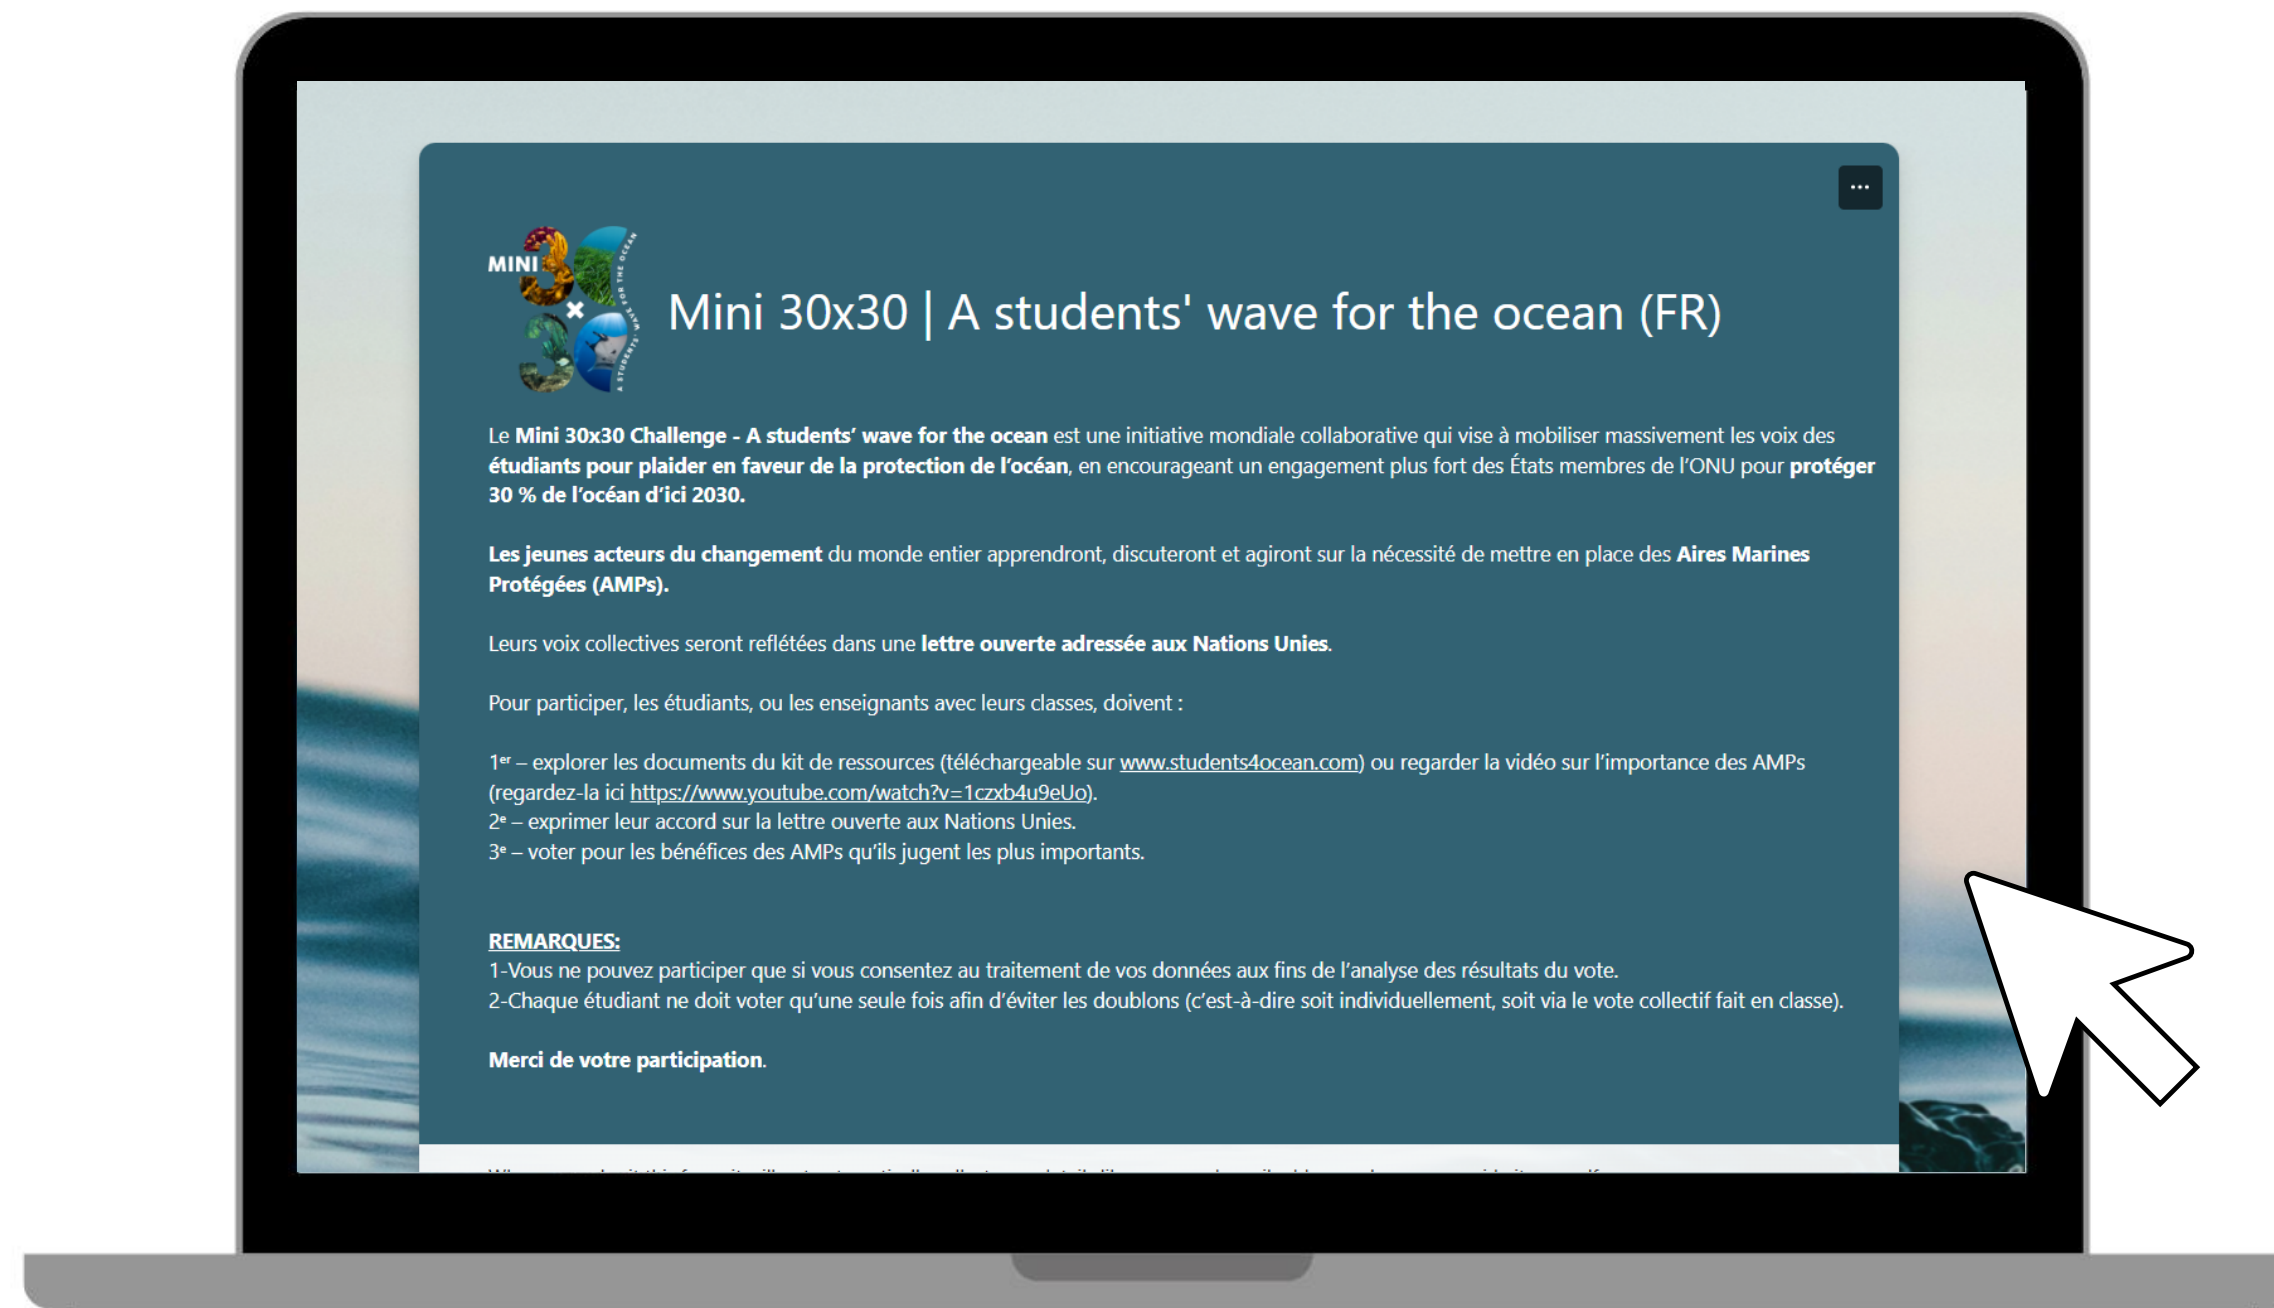 MINI
30
×
30
A STUDENTS' WAVE FOR THE OCEAN
...
Mini 30x30 | A students' wave for the ocean (FR)
Le Mini 30x30 Challenge - A students’ wave for the ocean est une initiative mondiale collaborative qui vise à mobiliser massivement les voix des
étudiants pour plaider en faveur de la protection de l’océan, en encourageant un engagement plus fort des États membres de l’ONU pour protéger
30 % de l’océan d’ici 2030.
Les jeunes acteurs du changement du monde entier apprendront, discuteront et agiront sur la nécessité de mettre en place des Aires Marines
Protégées (AMPs).
Leurs voix collectives seront reflétées dans une lettre ouverte adressée aux Nations Unies.
Pour participer, les étudiants, ou les enseignants avec leurs classes, doivent :
1ᵉʳ – explorer les documents du kit de ressources (téléchargeable sur www.students4ocean.com) ou regarder la vidéo sur l’importance des AMPs
(regardez-la ici https://www.youtube.com/watch?v=1czxb4u9eUo).
2ᵉ – exprimer leur accord sur la lettre ouverte aux Nations Unies.
3ᵉ – voter pour les bénéfices des AMPs qu’ils jugent les plus importants.
REMARQUES:
1-Vous ne pouvez participer que si vous consentez au traitement de vos données aux fins de l’analyse des résultats du vote.
2-Chaque étudiant ne doit voter qu’une seule fois afin d’éviter les doublons (c’est-à-dire soit individuellement, soit via le vote collectif fait en classe).
Merci de votre participation.